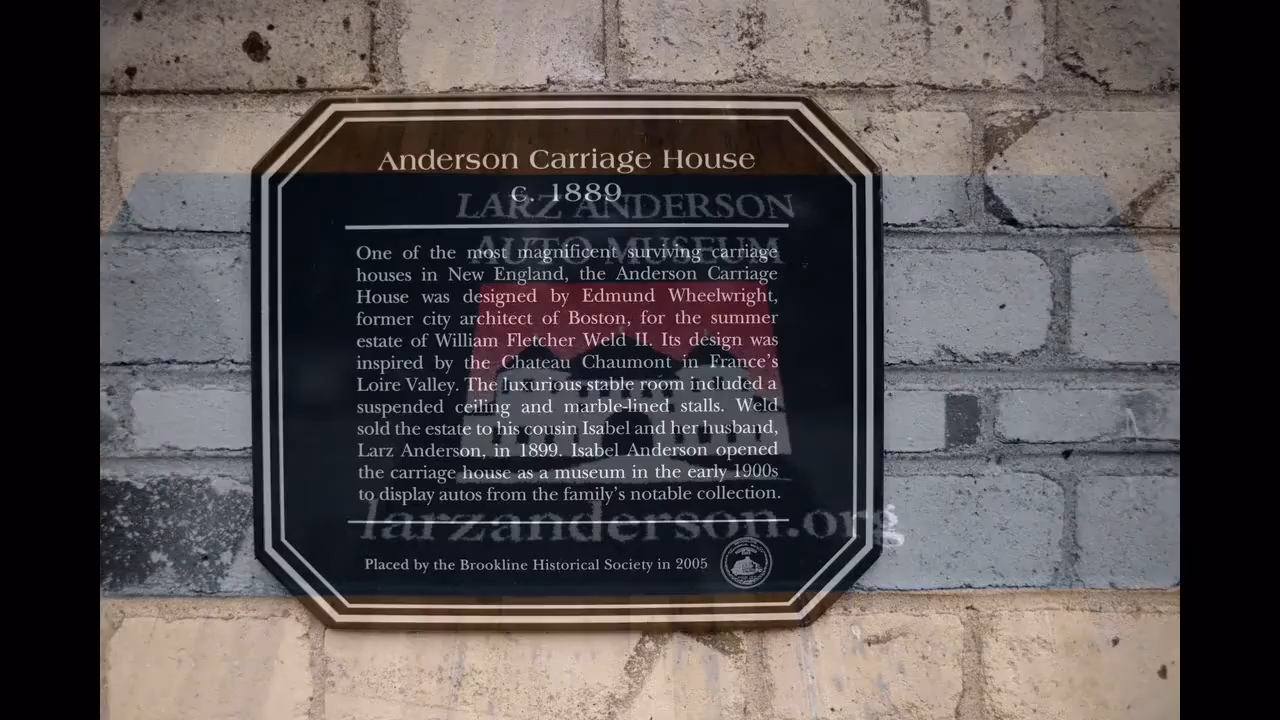 Anderson Carriage House
c. 1889
LARZ ANDERSON
AUTO MUSEUM
One of the most magnificent surviving carriage
houses in New England, the Anderson Carriage
House was designed by Edmund Wheelwright,
former city architect of Boston, for the summer
estate of William Fletcher Weld II. Its design was
inspired by the Chateau Chaumont in France's
Loire Valley. The luxurious stable room included a
suspended ceiling and marble-lined stalls. Weld
sold the estate to his cousin Isabel and her husband,
Larz Anderson, in 1899. Isabel Anderson opened
the carriage house as a museum in the early 1900s
to display autos from the family's notable collection.
larzanderson.org
Placed by the Brookline Historical Society in 2005